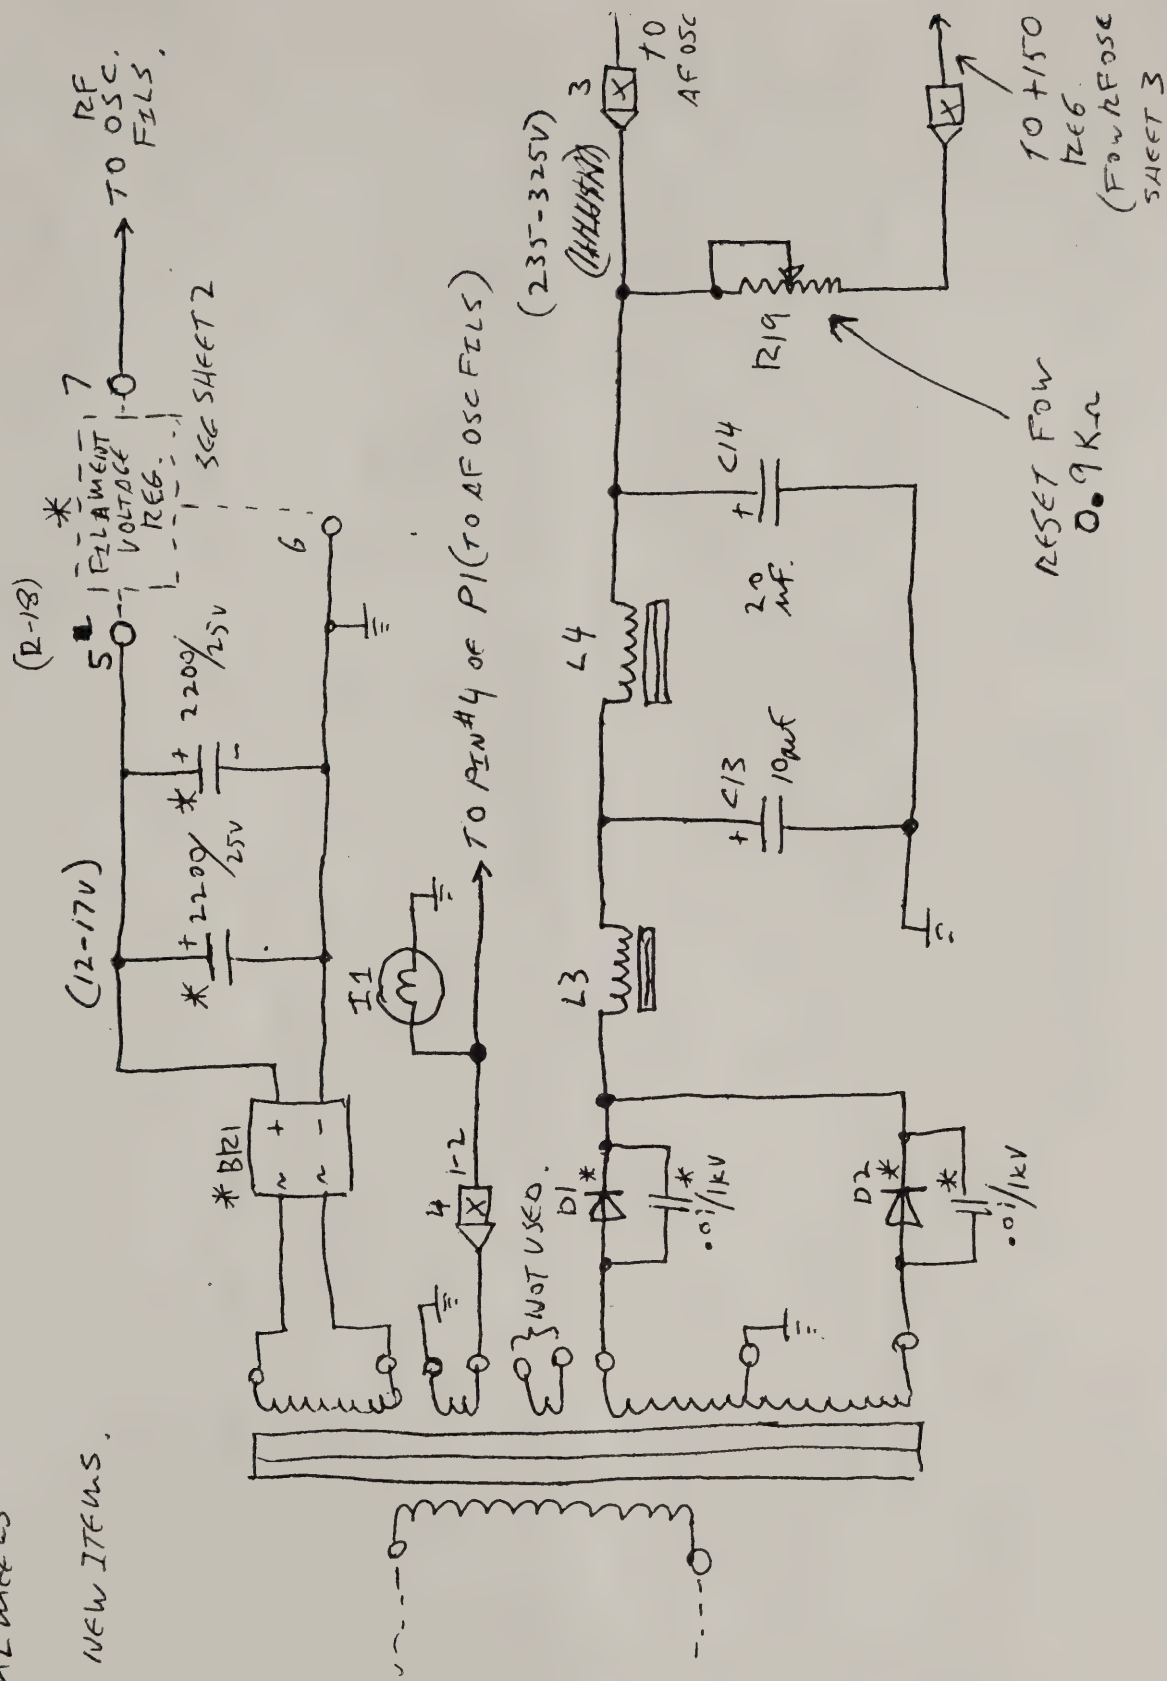 NEW ITEMS.
* BR1
+
-
~
~
(12-17V)
* + 2200/25V
* + 2200/25V
-
(R-18)
5
*
FILAMENT
VOLTAGE
REG.
7
TO RF
OSC.
FILS.
SEE SHEET 2
6
I1
4
X
1-2
TO PIN #4 OF P1 (TO AF OSC FILS)
} NOT USED.
D1 *
*
.01/1KV
D2 *
*
.01/1KV
L3
L4
+
C13
10µF
+
C14
20
µF.
(235-325V)
3
X
TO
AF OSC
R19
RESET FOR
0.9 KΩ
X
TO +150
REG.
(FOR RF OSC
SHEET 3